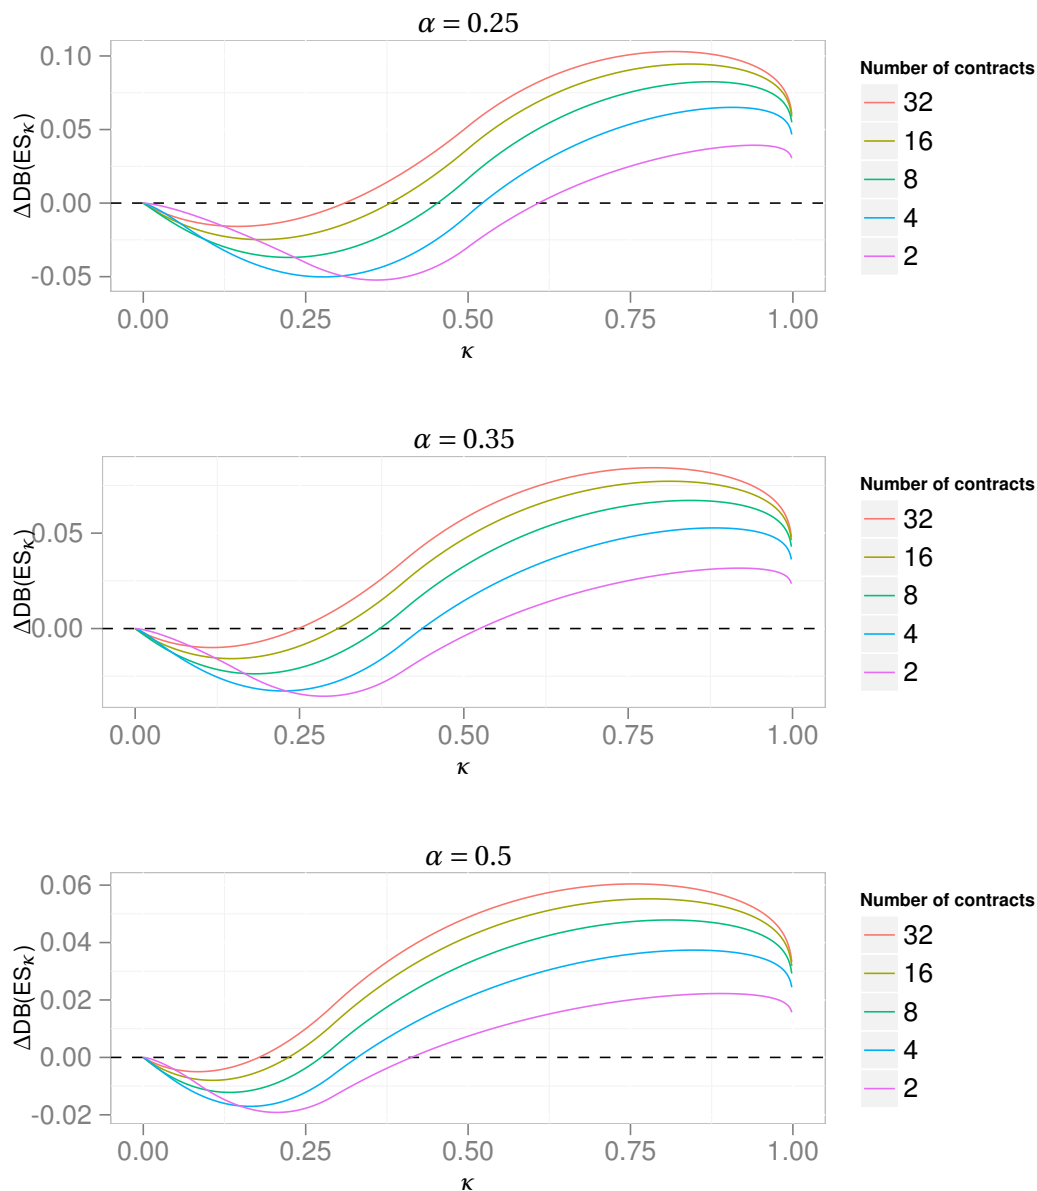 α = 0.25
0.10
0.05
0.00
-0.05
ΔDB(ESκ)
0.00 0.25 0.50 0.75 1.00
κ
Number of contracts
32
16
8
4
2
α = 0.35
0.05
0.00
ΔDB(ESκ)
0.00 0.25 0.50 0.75 1.00
κ
Number of contracts
32
16
8
4
2
α = 0.5
0.06
0.04
0.02
0.00
-0.02
ΔDB(ESκ)
0.00 0.25 0.50 0.75 1.00
κ
Number of contracts
32
16
8
4
2